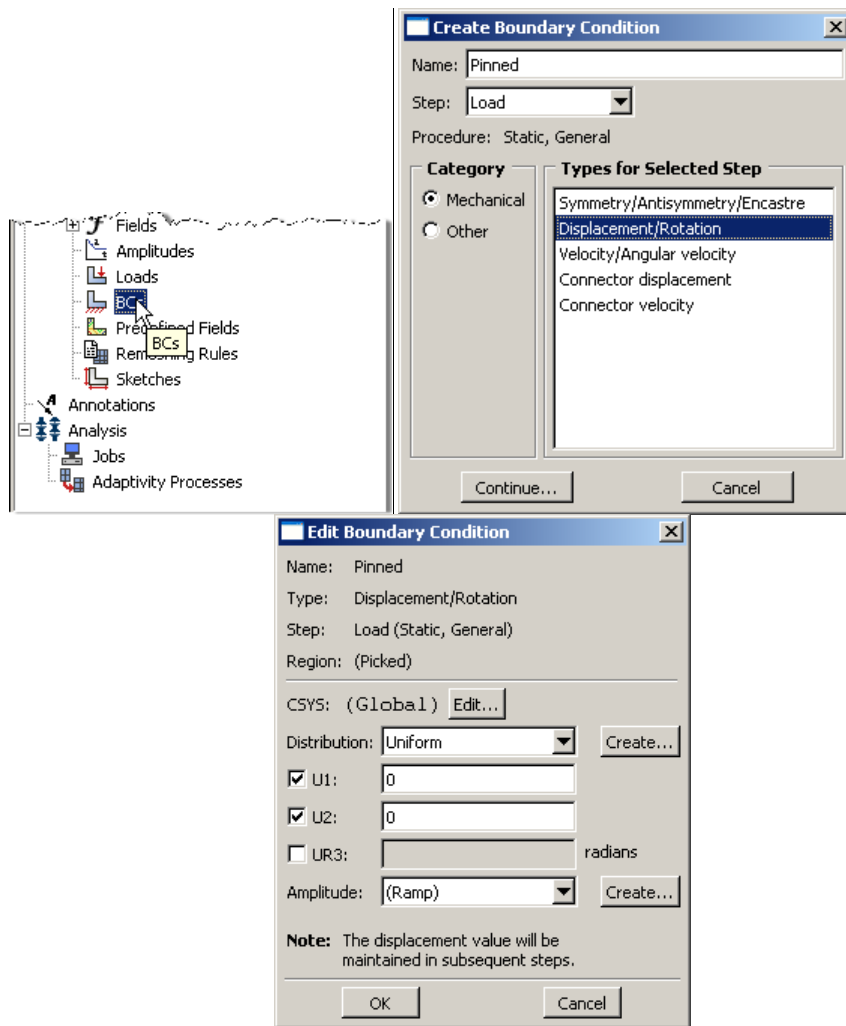 Fields
Amplitudes
Loads
BCs
Predefined Fields
BCs
Remeshing Rules
Sketches
Annotations
Analysis
Jobs
Adaptivity Processes
Create Boundary Condition
Name: Pinned
Step: Load
Procedure: Static, General
Category
Mechanical
Other
Types for Selected Step
Symmetry/Antisymmetry/Encastre
Displacement/Rotation
Velocity/Angular velocity
Connector displacement
Connector velocity
Continue... Cancel
Edit Boundary Condition
Name: Pinned
Type: Displacement/Rotation
Step: Load (Static, General)
Region: (Picked)
CSYS: (Global) Edit...
Distribution: Uniform Create...
U1: 0
U2: 0
UR3: radians
Amplitude: (Ramp) Create...
Note: The displacement value will be
maintained in subsequent steps.
OK Cancel